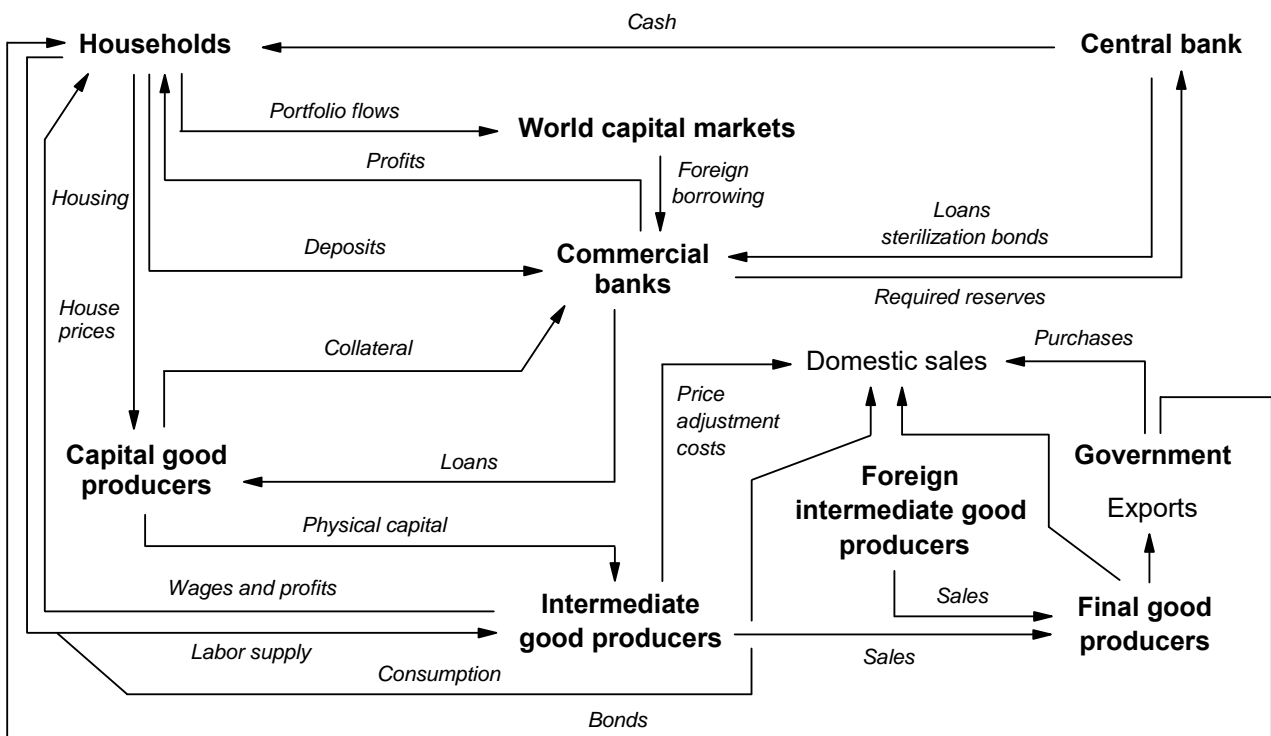 Cash
Households
Central bank
Portfolio flows
World capital markets
Profits
Foreign
borrowing
Housing
Loans
sterilization bonds
Deposits
Commercial
banks
Required reserves
House
prices
Collateral
Purchases
Domestic sales
Price
adjustment
costs
Capital good
producers
Loans
Government
Foreign
intermediate good
producers
Exports
Physical capital
Wages and profits
Intermediate
good producers
Sales
Final good
producers
Labor supply
Sales
Consumption
Bonds